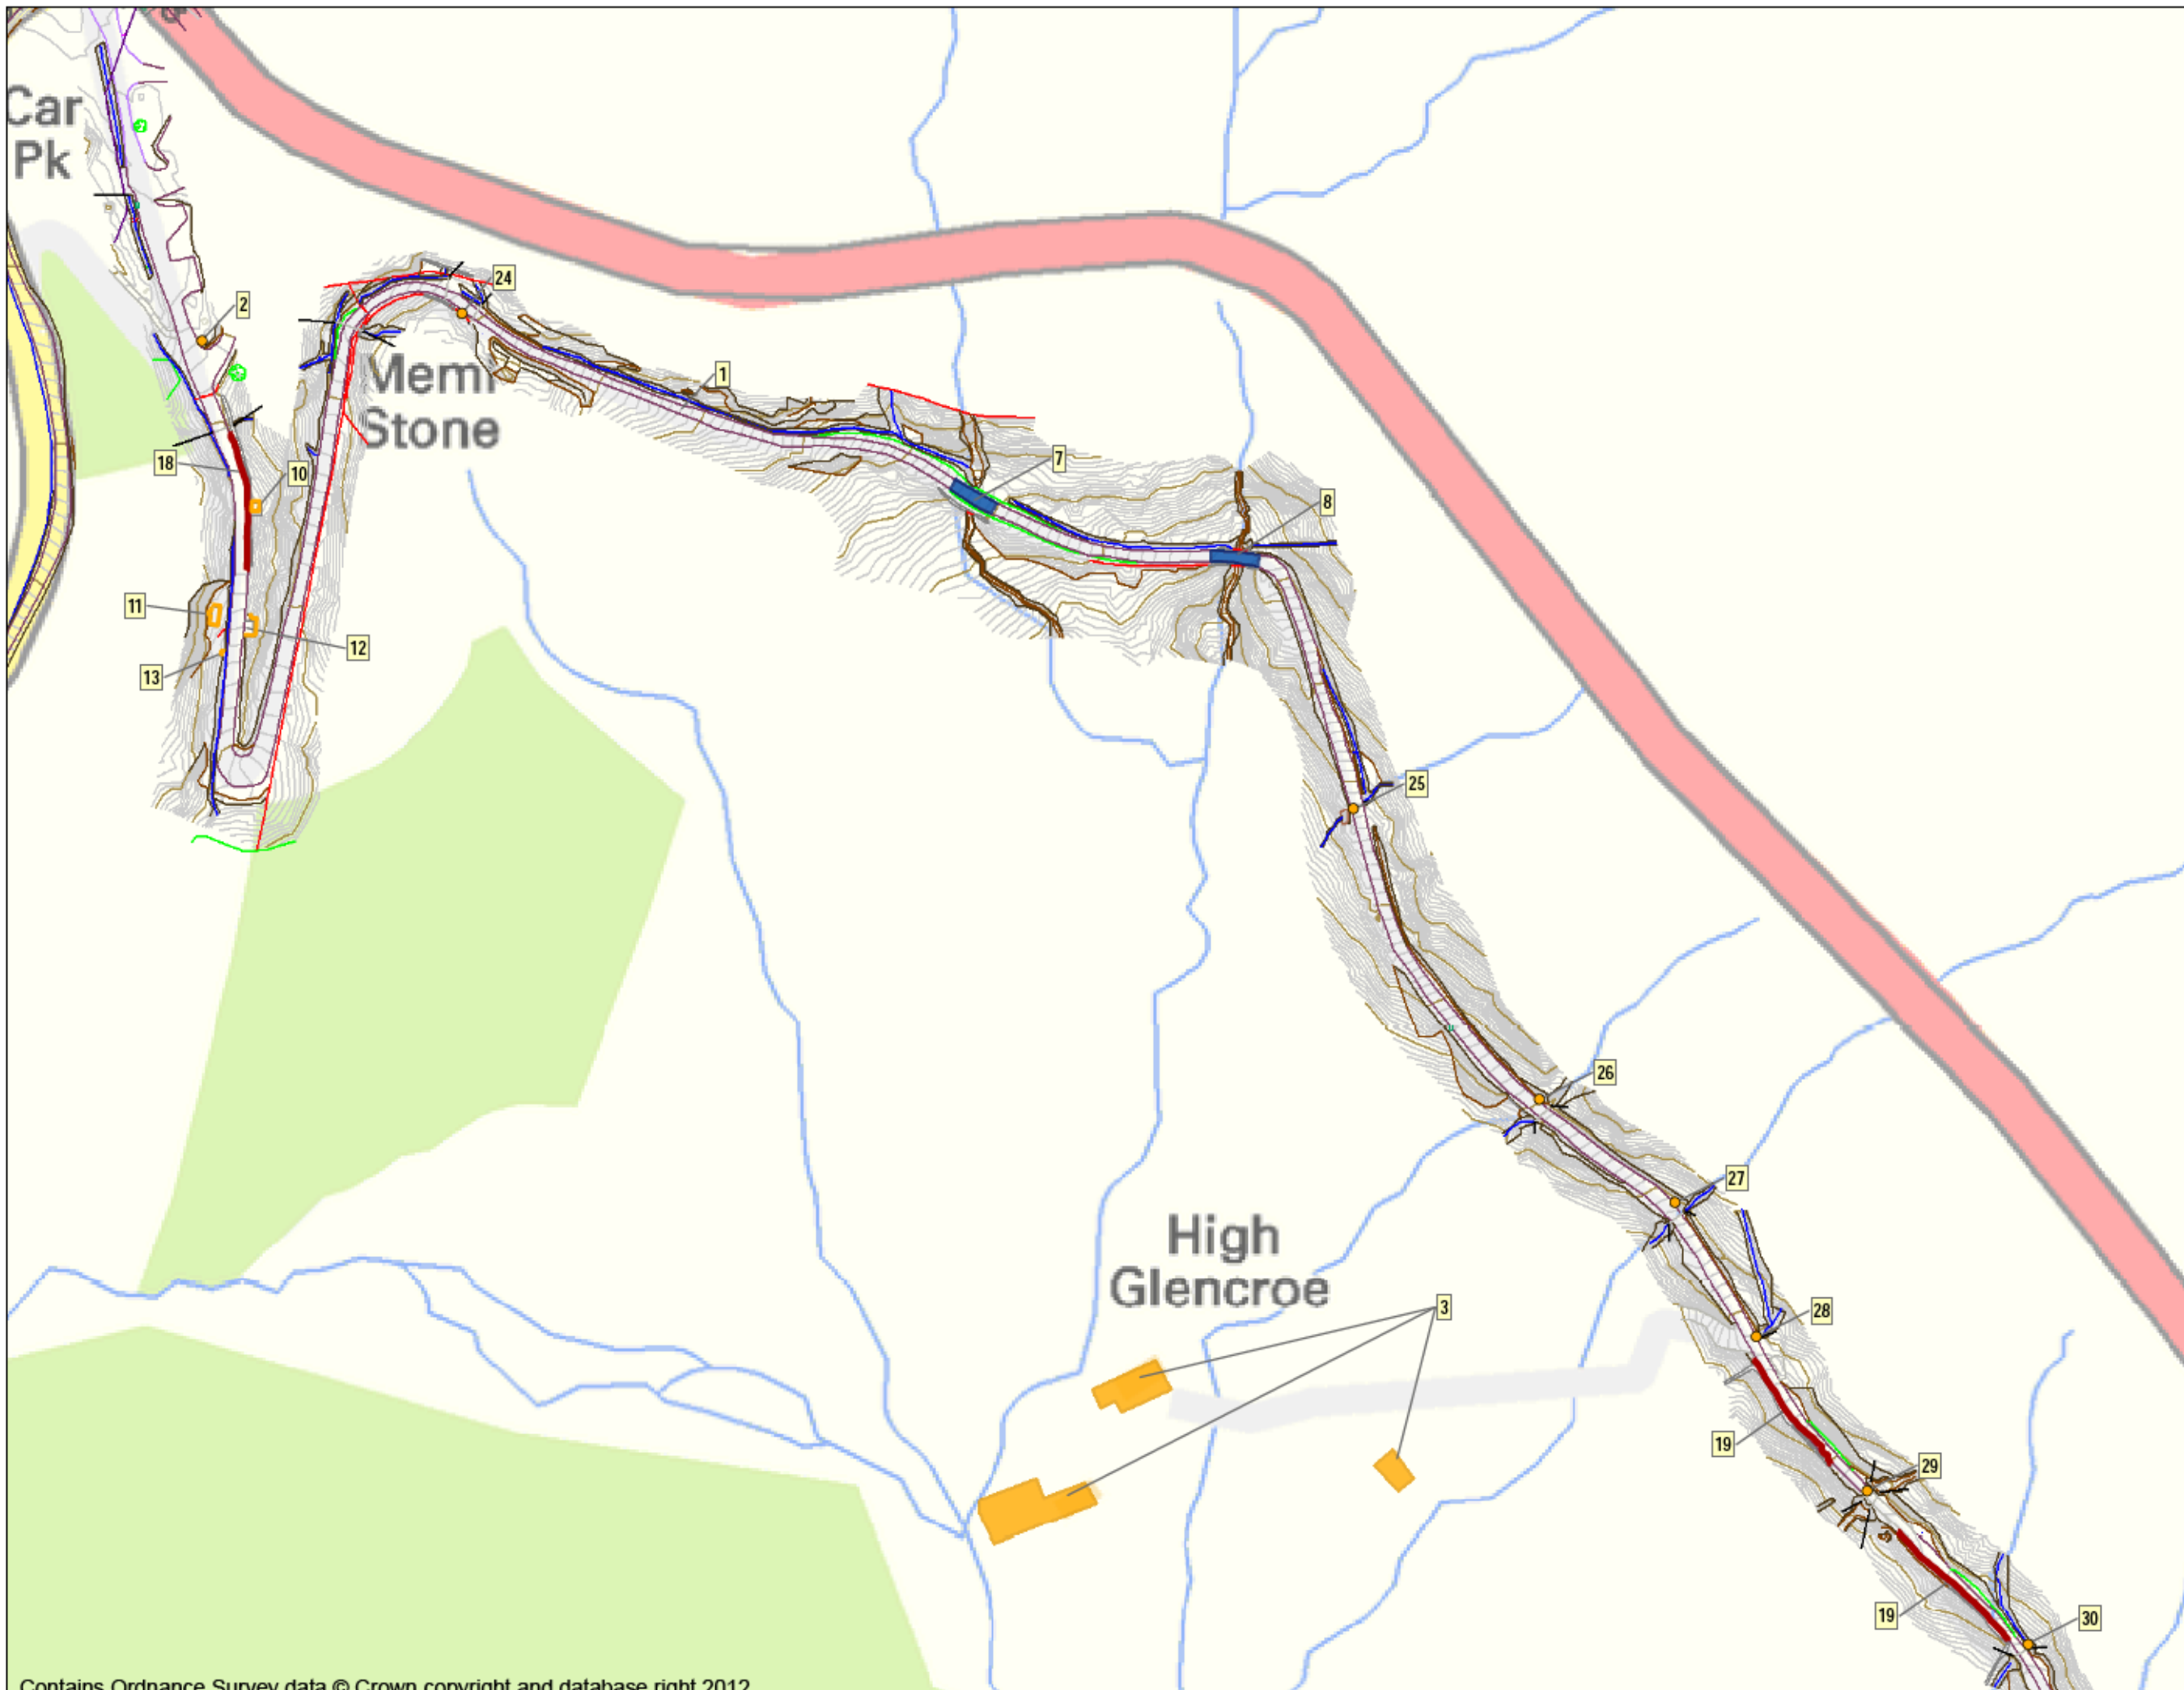 Car
Pk
2
24
Meml
Stone
1
18
10
7
8
11
12
13
25
26
27
High
Glencroe
3
28
19
29
19
30
Contains Ordnance Survey data © Crown copyright and database right 2012